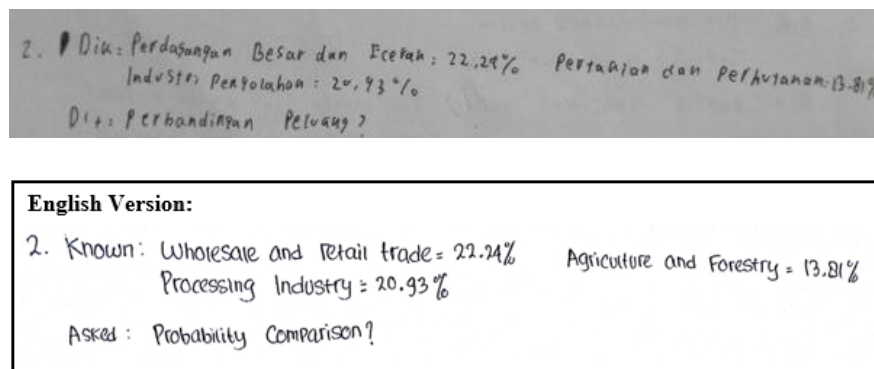 2. Dik: Perdagangan Besar dan Eceran: 22,24% Pertanian dan Perhutanan: 13.81%
Industri Pengolahan: 20,93%
Dit: Perbandingan Peluang?
English Version:
2. Known: Wholesale and retail trade = 22.24% Agriculture and Forestry = 13.81%
Processing Industry = 20.93%
Asked: Probability Comparison?